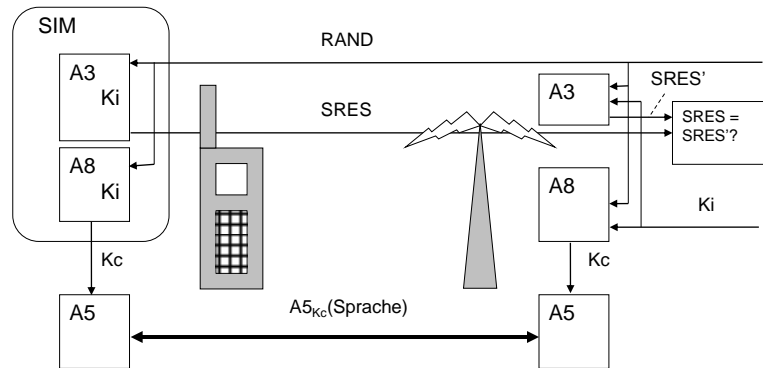 SIM
RAND
A3
Ki
A3
SRES'
SRES
SRES =
SRES'?
A8
Ki
A8
Ki
Kc
Kc
A5
A5Kc(Sprache)
A5